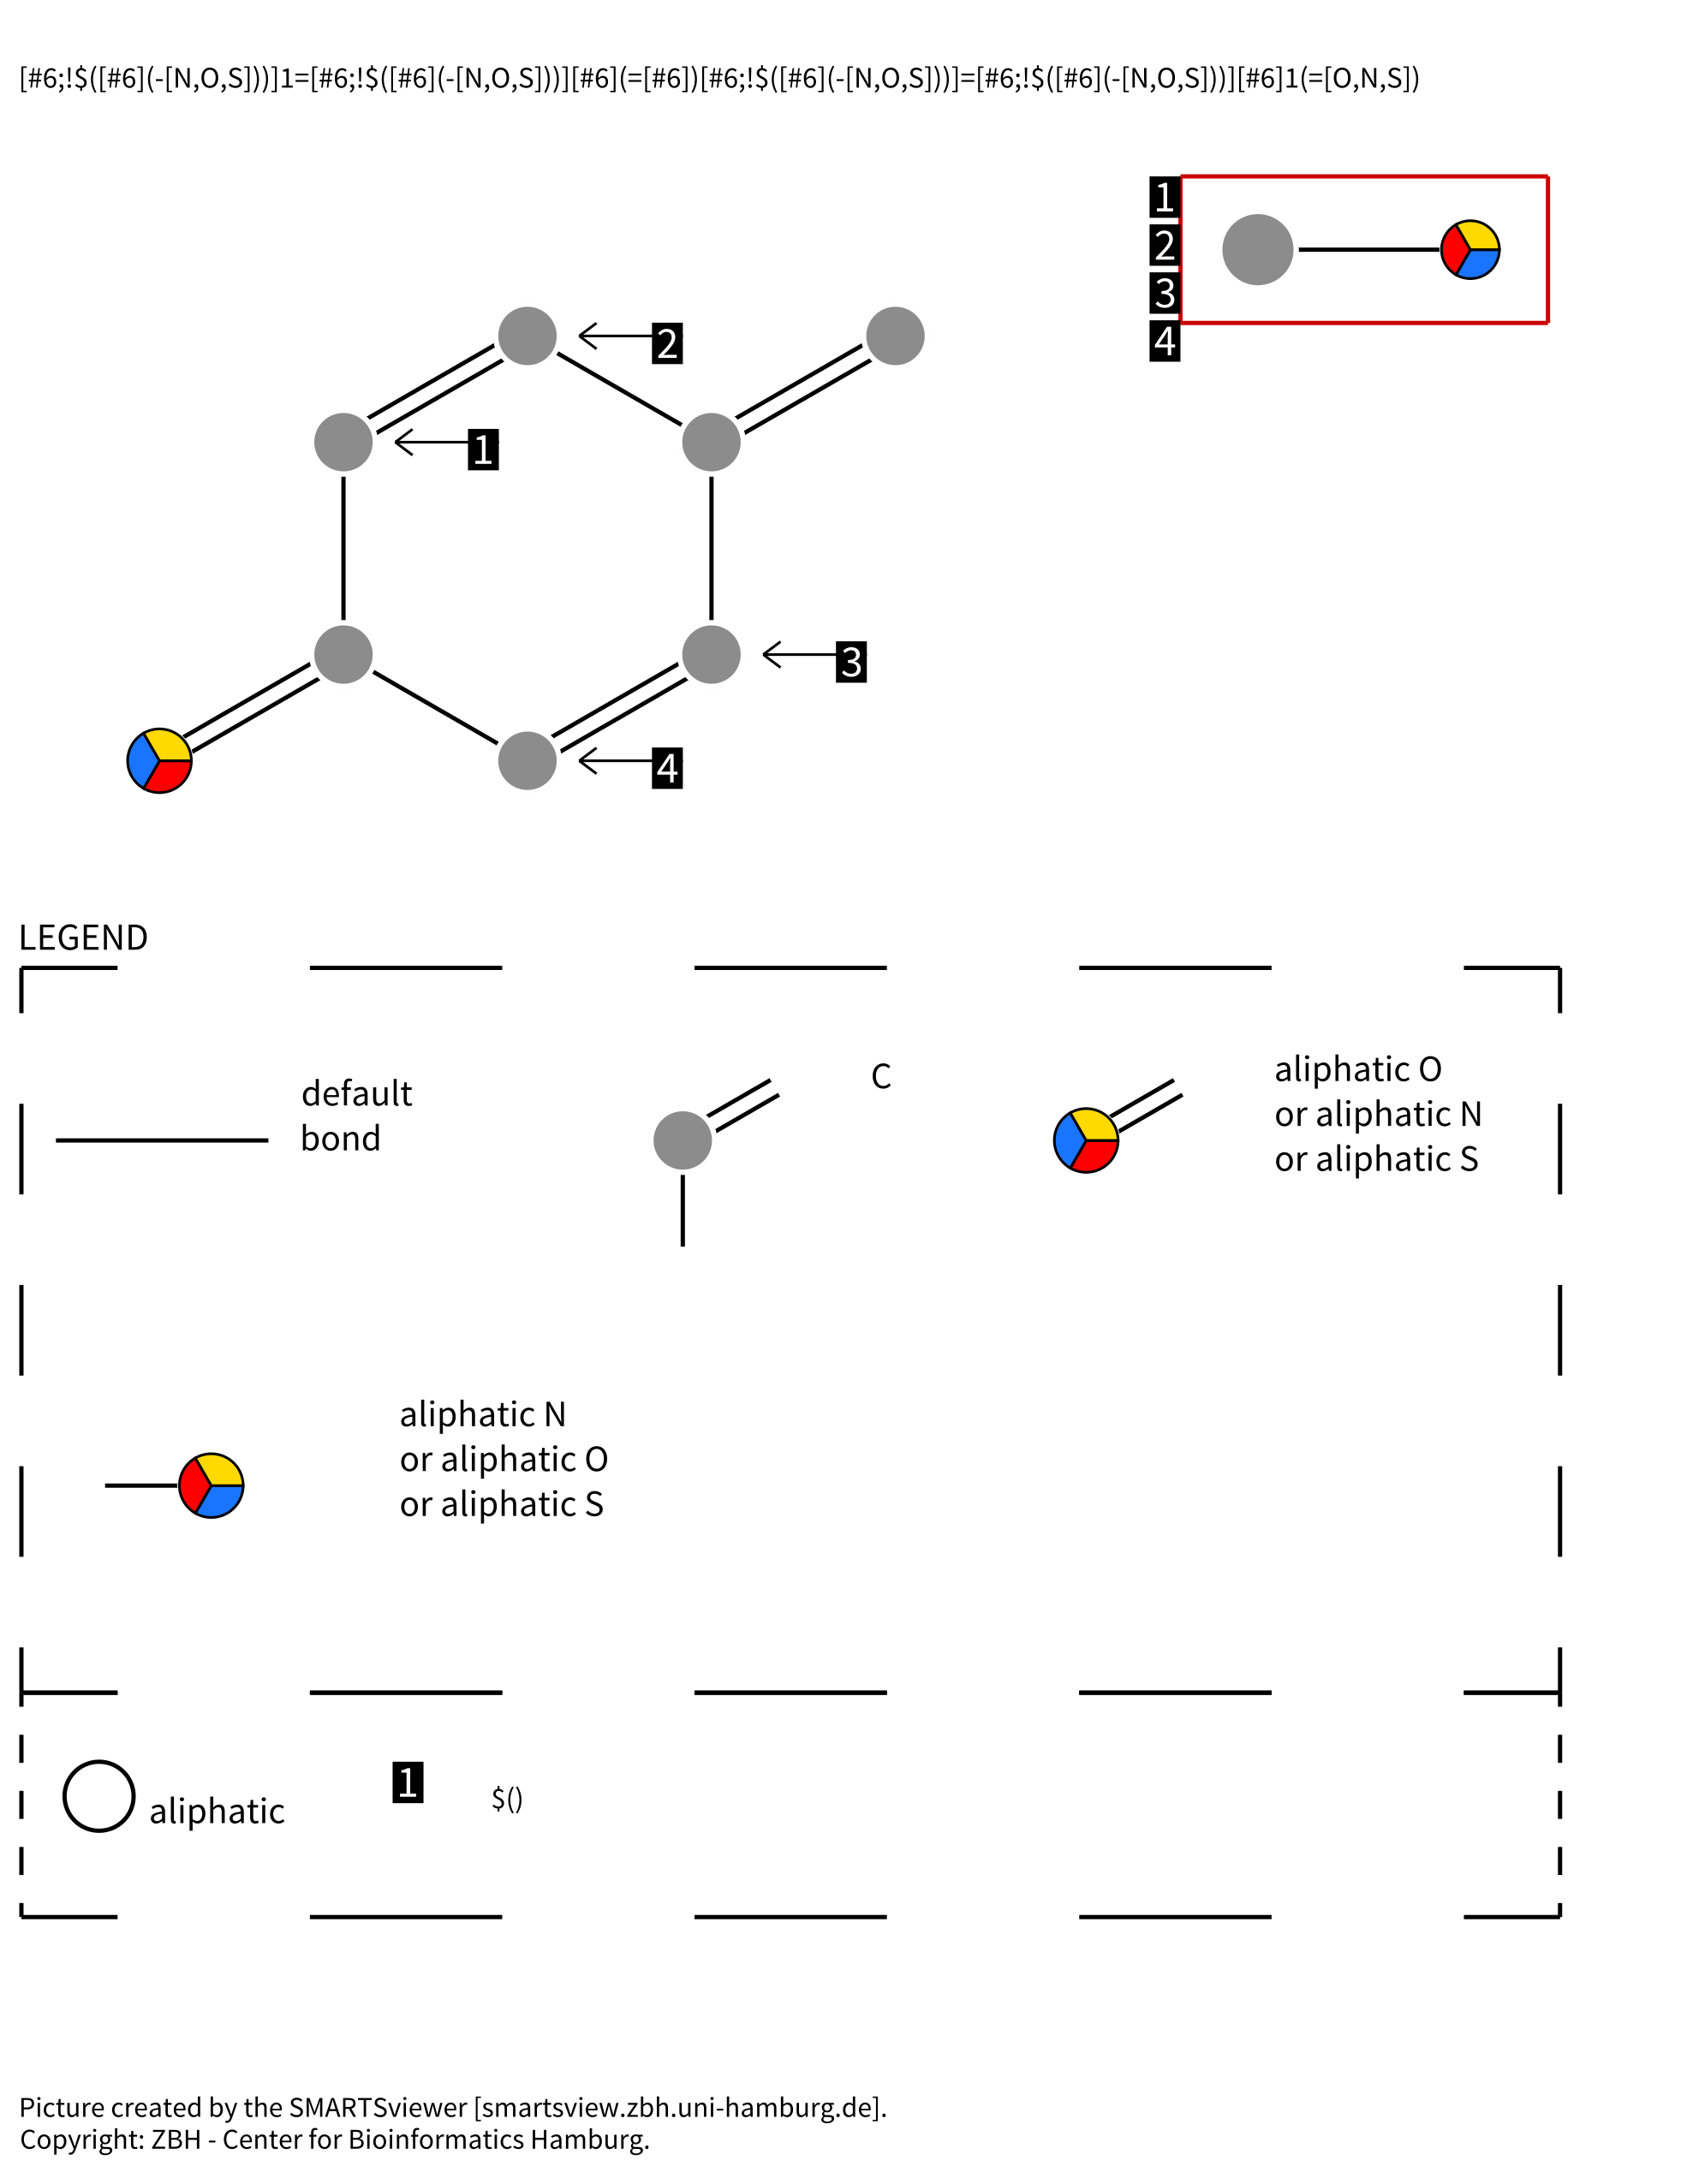 [#6;!$([#6](-[N,O,S]))]1=[#6;!$([#6](-[N,O,S]))][#6](=[#6])[#6;!$([#6](-[N,O,S]))]=[#6;!$([#6](-[N,O,S]))][#6]1(=[O,N,S])
1
2
3
4
2
1
3
4
LEGEND
default
bond
C
aliphatic O
or aliphatic N
or aliphatic S
aliphatic N
or aliphatic O
or aliphatic S
aliphatic
1
$()
Picture created by the SMARTSviewer [smartsview.zbh.uni-hamburg.de].
Copyright: ZBH - Center for Bioinformatics Hamburg.